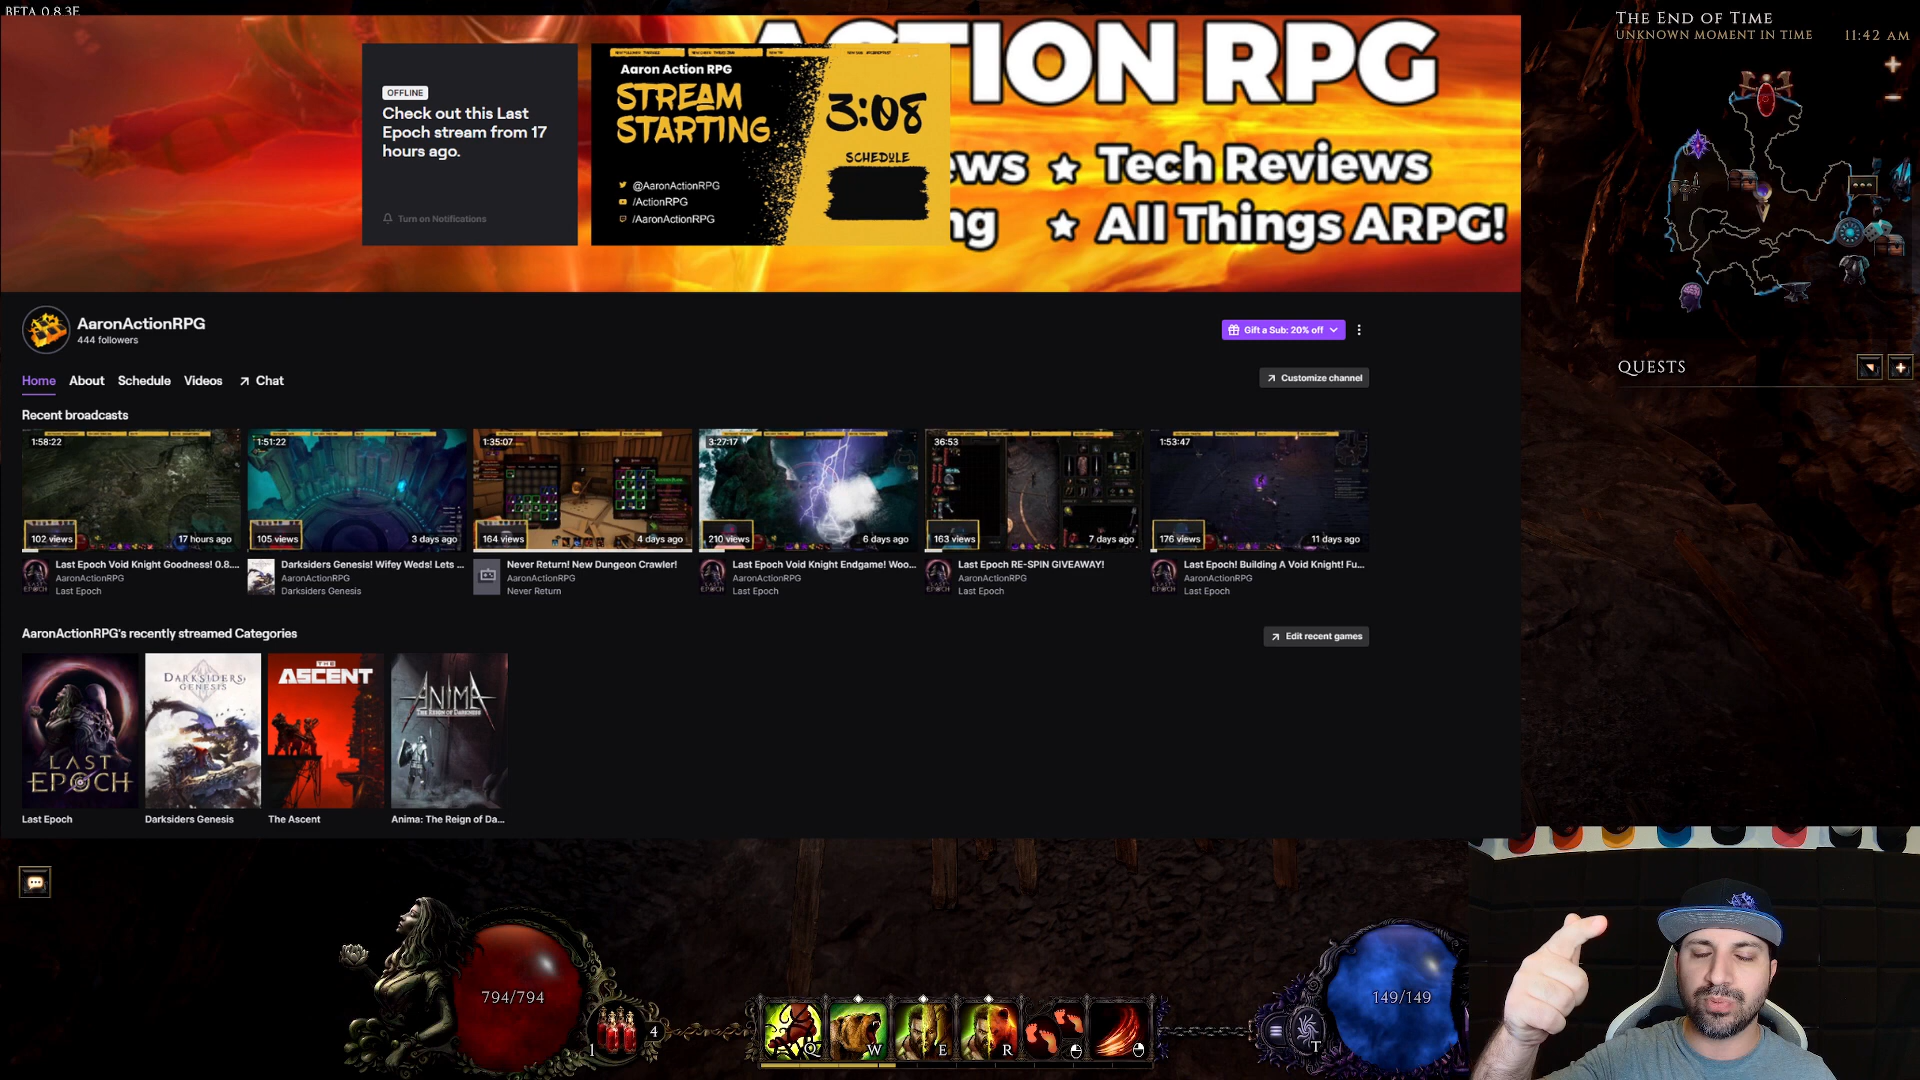 BETA 0.8.3E
ACTION RPG
ews ★ Tech Reviews
ng ★ All Things ARPG!
OFFLINE
Check out this Last
Epoch stream from 17
hours ago.
Turn on Notifications
Aaron Action RPG
STREAM
STARTING
@AaronActionRPG
/ActionRPG
/AaronActionRPG
3:08
SCHEDULE
The End of Time
Unknown Moment in Time
11:42 AM
Quests
AaronActionRPG
444 followers
Gift a Sub: 20% off
Home About Schedule Videos Chat
Customize channel
Recent broadcasts
1:58:22
102 views
17 hours ago
Last Epoch Void Knight Goodness! 0.8....
AaronActionRPG
Last Epoch
1:51:22
105 views
3 days ago
Darksiders Genesis! Wifey Weds! Lets ...
AaronActionRPG
Darksiders Genesis
1:35:07
164 views
4 days ago
Never Return! New Dungeon Crawler!
AaronActionRPG
Never Return
3:27:17
210 views
6 days ago
Last Epoch Void Knight Endgame! Woo...
AaronActionRPG
Last Epoch
36:53
163 views
7 days ago
Last Epoch RE-SPIN GIVEAWAY!
AaronActionRPG
Last Epoch
1:53:47
176 views
11 days ago
Last Epoch! Building A Void Knight! Fu...
AaronActionRPG
Last Epoch
AaronActionRPG's recently streamed Categories
Edit recent games
LAST
EPOCH
DARKSIDERS
GENESIS
THE
ASCENT
ANIMA
THE REIGN OF DARKNESS
Last Epoch
Darksiders Genesis
The Ascent
Anima: The Reign of Da...
794/794
1
4
Q
W
E
R
T
149/149